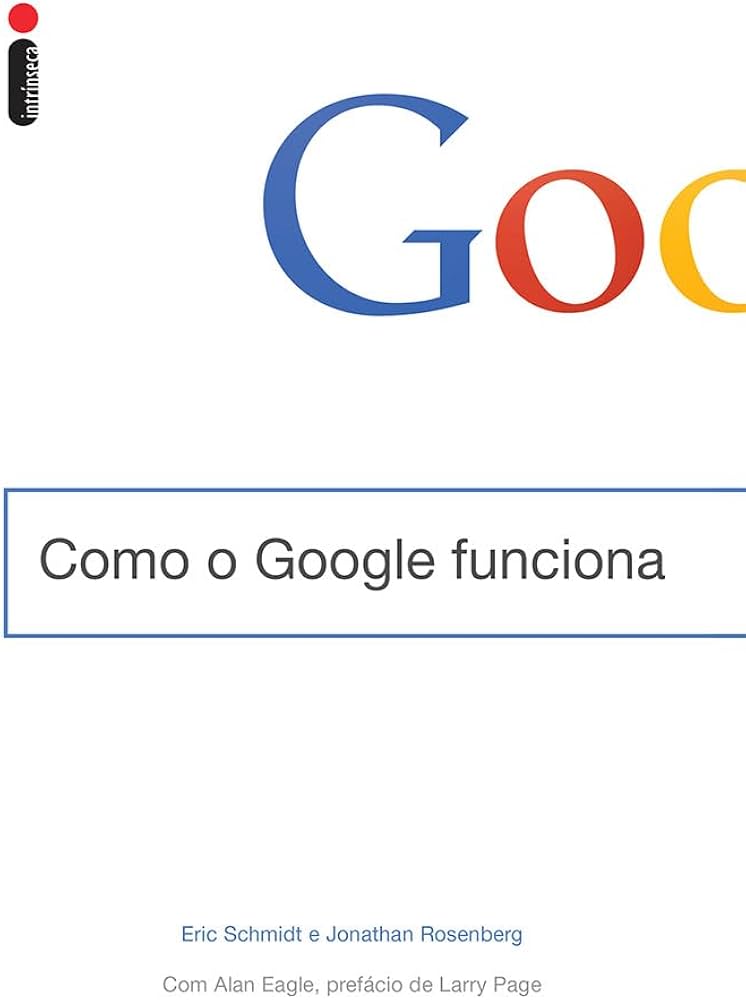 intrínseca
Goo
Como o Google funciona
Eric Schmidt e Jonathan Rosenberg
Com Alan Eagle, prefácio de Larry Page